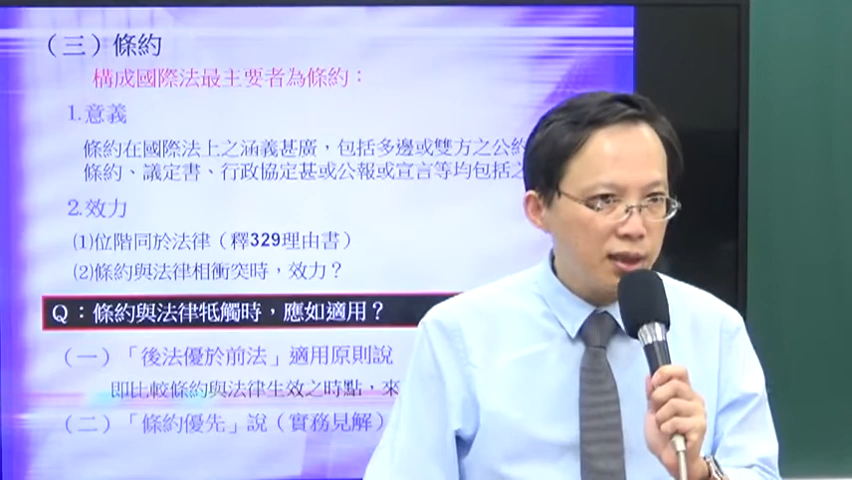 （三）條約
構成國際法最主要者為條約：
1.意義
條約在國際法上之涵義甚廣，包括多邊或雙方之公約
條約、議定書、行政協定甚或公報或宣言等均包括之
2.效力
⑴位階同於法律（釋329理由書）
⑵條約與法律相衝突時，效力？
Q：條約與法律牴觸時，應如適用？
（一）「後法優於前法」適用原則說
即比較條約與法律生效之時點，來
（二）「條約優先」說（實務見解）